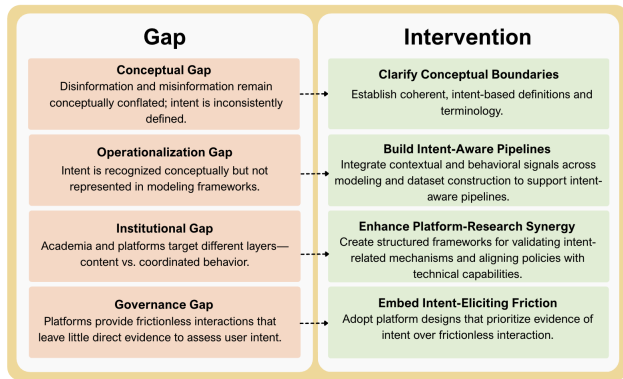 Gap
Conceptual Gap
Disinformation and misinformation remain
conceptually conflated; intent is inconsistently
defined.
Operationalization Gap
Intent is recognized conceptually but not
represented in modeling frameworks.
Institutional Gap
Academia and platforms target different layers—
content vs. coordinated behavior.
Governance Gap
Platforms provide frictionless interactions that
leave little direct evidence to assess user intent.
Intervention
Clarify Conceptual Boundaries
Establish coherent, intent-based definitions and
terminology.
Build Intent-Aware Pipelines
Integrate contextual and behavioral signals across
modeling and dataset construction to support intent-
aware pipelines.
Enhance Platform-Research Synergy
Create structured frameworks for validating intent-
related mechanisms and aligning policies with
technical capabilities.
Embed Intent-Eliciting Friction
Adopt platform designs that prioritize evidence of
intent over frictionless interaction.